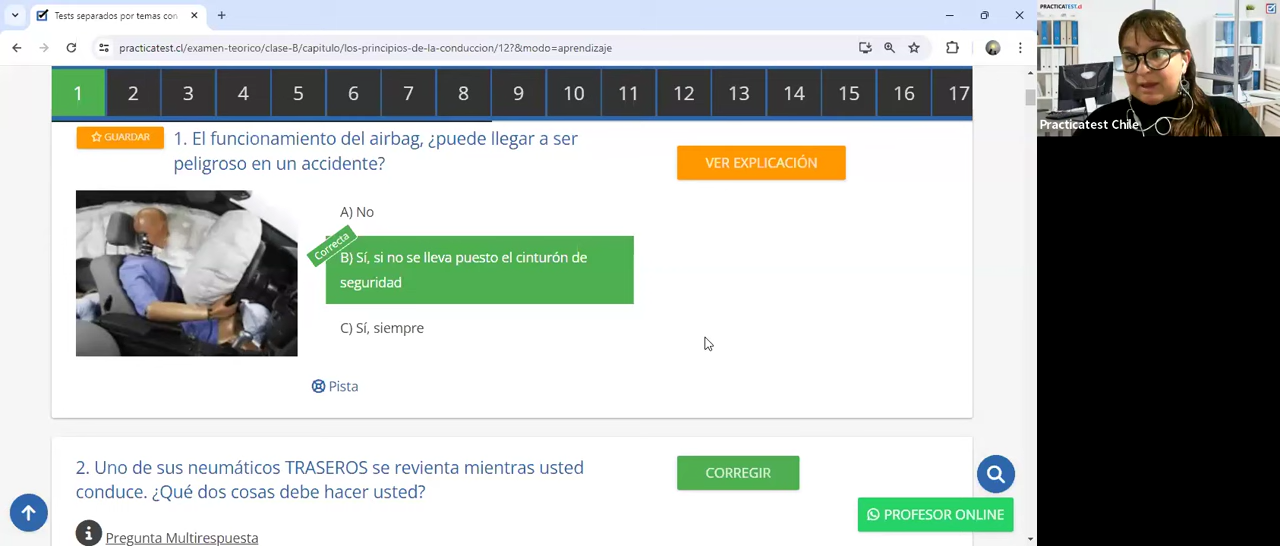 Tests separados por temas con
practicatest.cl/examen-teorico/clase-B/capitulo/los-principios-de-la-conduccion/12?&modo=aprendizaje
PRACTICATEST.cl
Practicatest Chile
1 2 3 4 5 6 7 8 9 10 11 12 13 14 15 16 17
GUARDAR
1. El funcionamiento del airbag, ¿puede llegar a ser
peligroso en un accidente?
VER EXPLICACIÓN
A) No
Correcta
B) Sí, si no se lleva puesto el cinturón de
seguridad
C) Sí, siempre
Pista
2. Uno de sus neumáticos TRASEROS se revienta mientras usted
conduce. ¿Qué dos cosas debe hacer usted?
CORREGIR
Pregunta Multirespuesta
PROFESOR ONLINE